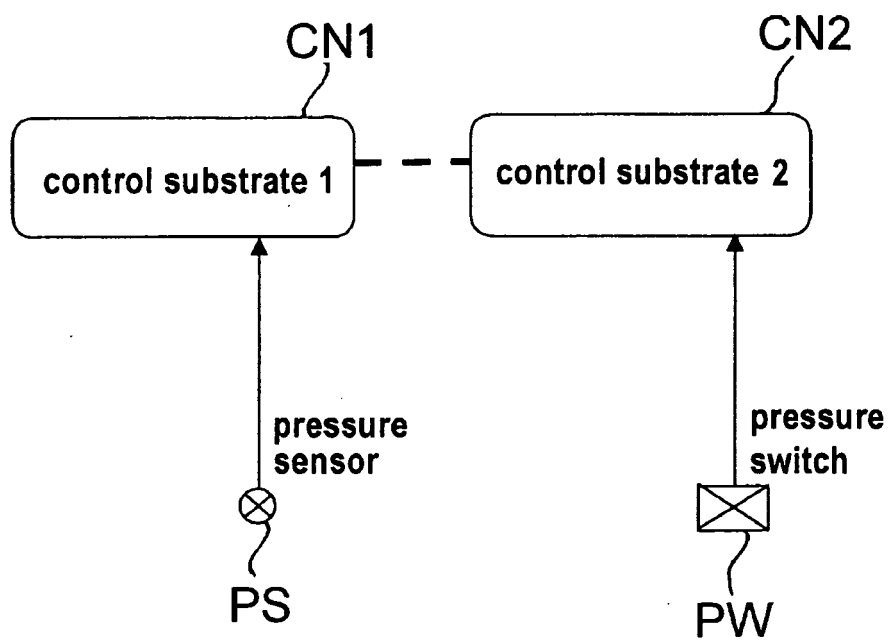 CN1
CN2
control substrate 1
control substrate 2
pressure
sensor
pressure
switch
PS
PW